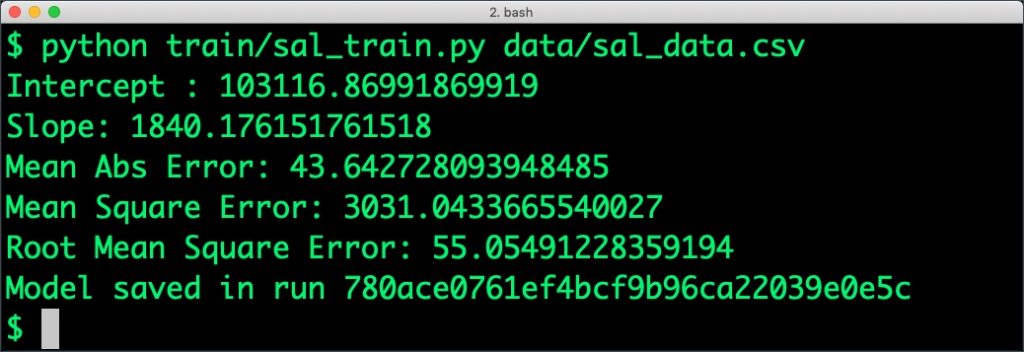 2. bash
$ python train/sal_train.py data/sal_data.csv
Intercept : 103116.86991869919
Slope: 1840.176151761518
Mean Abs Error: 43.642728093948485
Mean Square Error: 3031.0433665540027
Root Mean Square Error: 55.05491228359194
Model saved in run 780ace0761ef4bcf9b96ca22039e0e5c
$